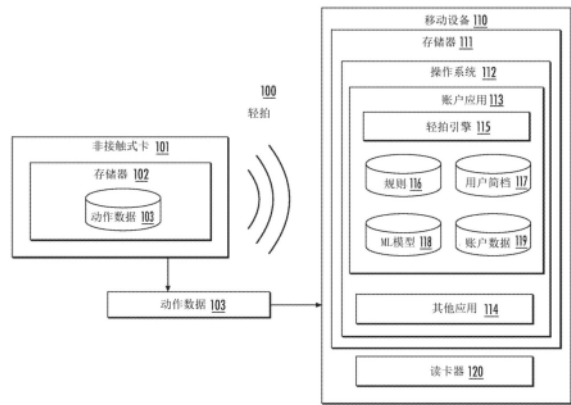 移动设备 110
存储器 111
操作系统 112
账户应用 113
轻拍引擎 115
规则 116
用户简档 117
ML模型 118
账户数据 119
其他应用 114
读卡器 120
100
轻拍
非接触式卡 101
存储器 102
动作数据 103
动作数据 103